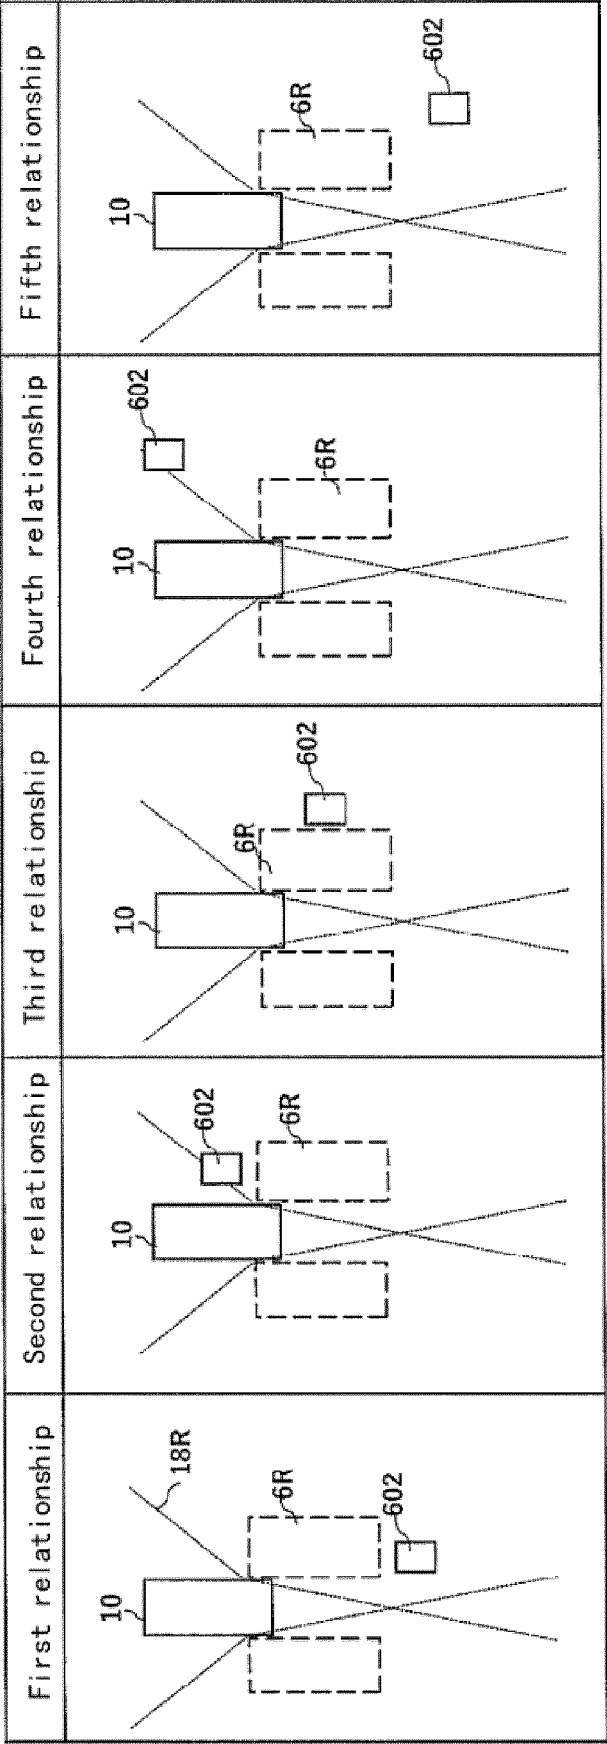 First relationship
10
18R
6R
602
Second relationship
10
602
6R
Third relationship
10
6R
602
Fourth relationship
10
602
6R
Fifth relationship
10
6R
602